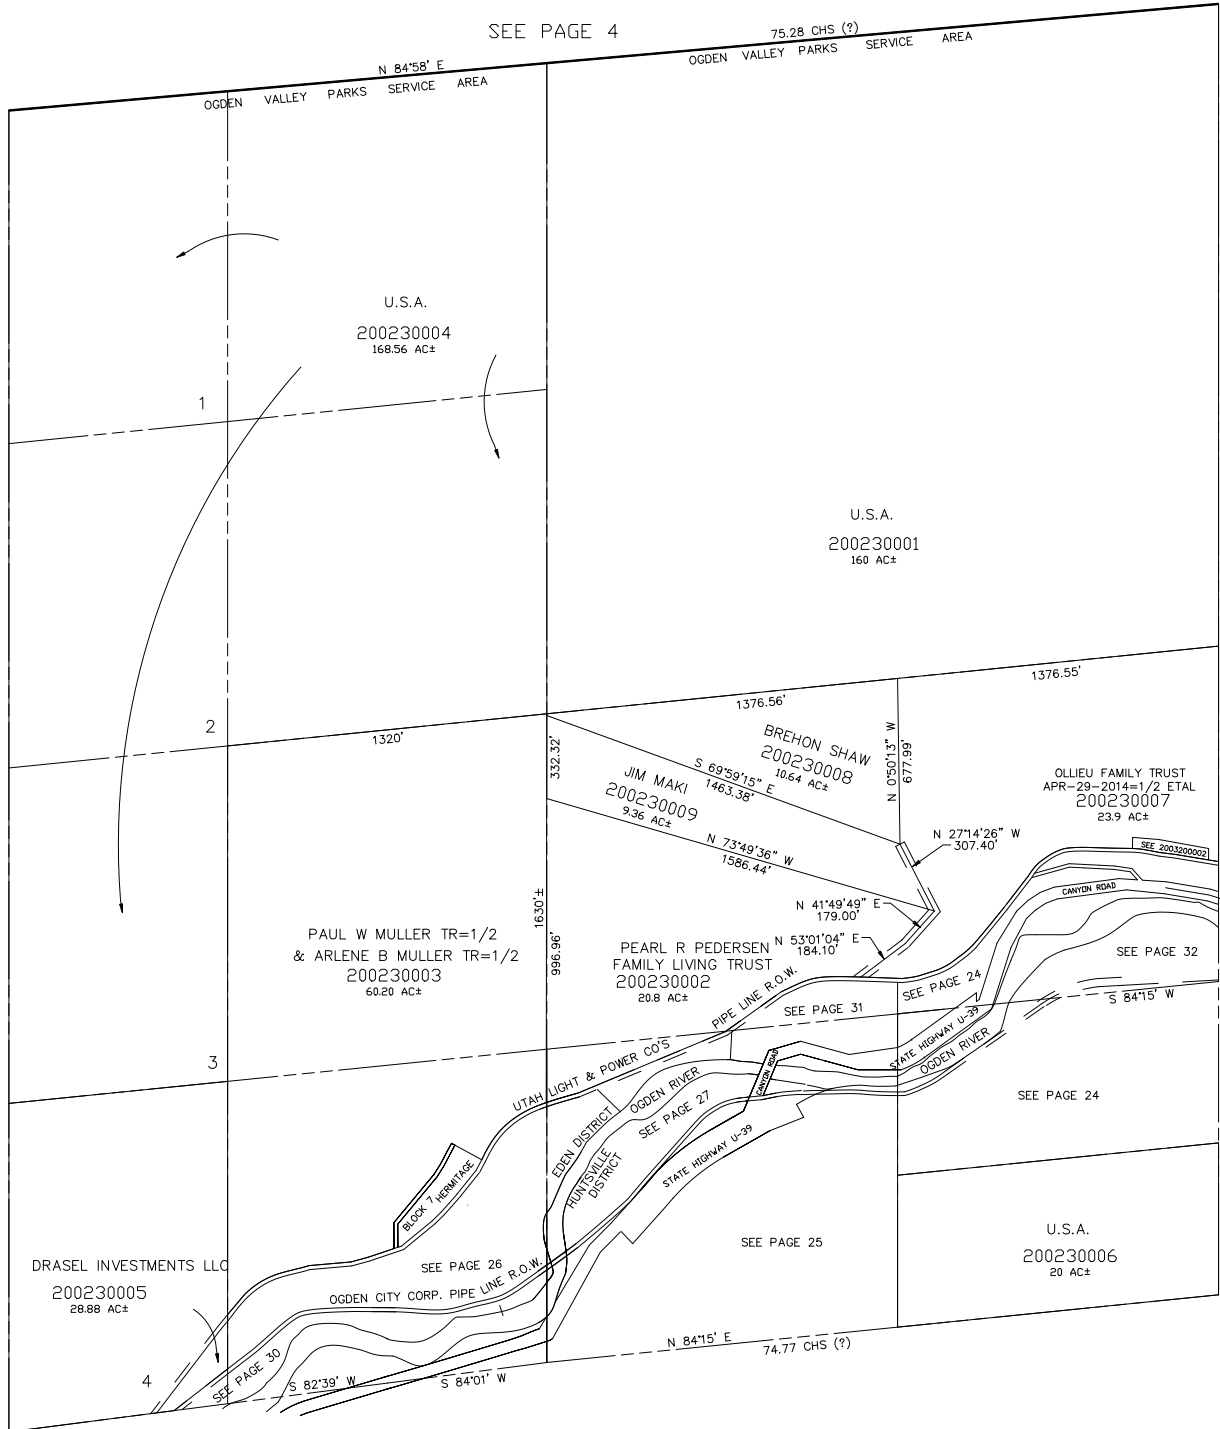 SEE PAGE 4
75.28 CHS (?)
N 84°58' E
OGDEN VALLEY PARKS SERVICE AREA
OGDEN VALLEY PARKS SERVICE AREA
U.S.A.
200230004
168.56 AC±
1
U.S.A.
200230001
160 AC±
2
1320'
1376.56'
1376.55'
332.32'
BREHON SHAW
200230008
10.64 AC±
S 69°59'15" E
1463.38'
N 0°50'13" W
677.99'
JIM MAKI
200230009
9.36 AC±
N 73°49'36" W
1586.44'
OLLIEU FAMILY TRUST
APR-29-2014=1/2 ETAL
200230007
23.9 AC±
N 27°14'26" W
307.40'
SEE 2003200002
CANYON ROAD
N 41°49'49" E
179.00'
N 53°01'04" E
184.10'
1630'±
996.96'
PAUL W MULLER TR=1/2
& ARLENE B MULLER TR=1/2
200230003
60.20 AC±
PEARL R PEDERSEN
FAMILY LIVING TRUST
200230002
20.8 AC±
SEE PAGE 32
S 84°15' W
SEE PAGE 24
SEE PAGE 31
UTAH LIGHT & POWER CO'S PIPE LINE R.O.W.
STATE HIGHWAY U-39
OGDEN RIVER
3
CANYON ROAD
SEE PAGE 24
OGDEN RIVER
SEE PAGE 27
EDEN DISTRICT
HUNTSVILLE
DISTRICT
STATE HIGHWAY U-39
BLOCK 7 HERMITAGE
SEE PAGE 25
U.S.A.
200230006
20 AC±
DRASEL INVESTMENTS LLC
200230005
28.88 AC±
SEE PAGE 26
OGDEN CITY CORP. PIPE LINE R.O.W.
SEE PAGE 30
4
S 82°39' W
S 84°01' W
N 84°15' E
74.77 CHS (?)